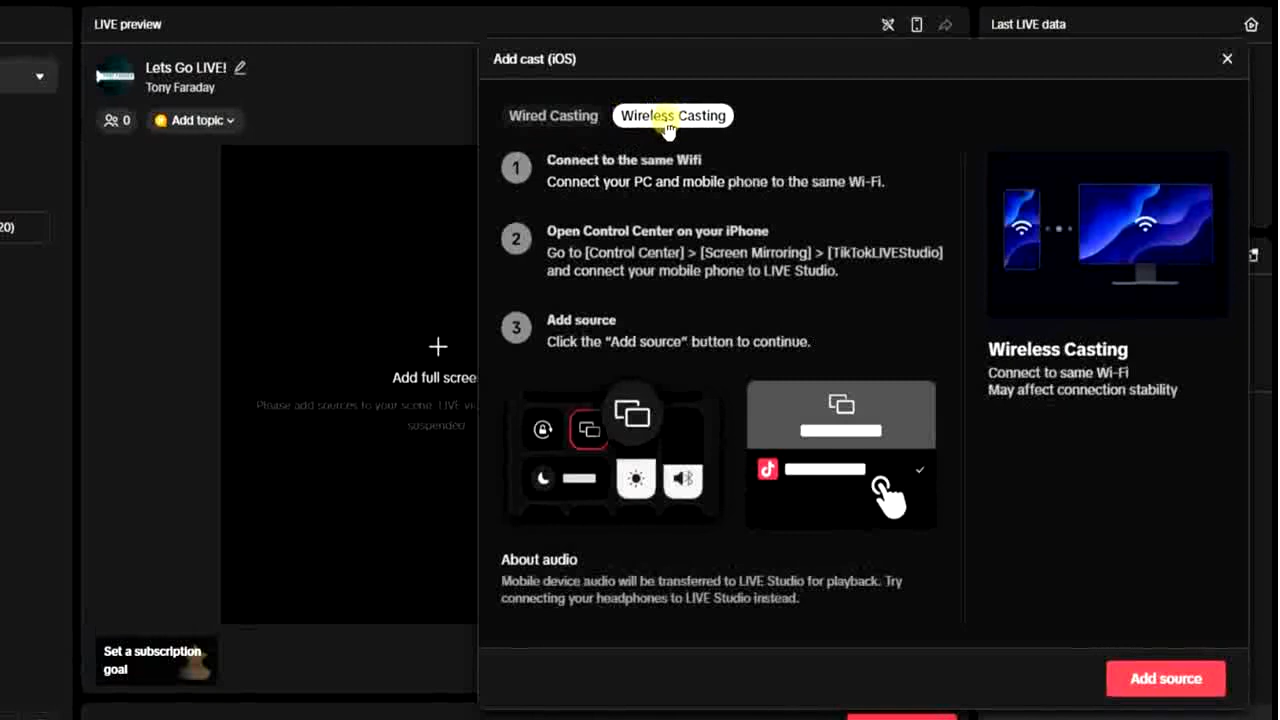 LIVE preview
Last LIVE data
Lets Go LIVE!
Tony Faraday
0
Add topic
20)
Add full scree
Please add sources to your scene. LIVE vi
suspended
Set a subscription
goal
Add cast (iOS)
Wired Casting
Wireless Casting
1
Connect to the same Wifi
Connect your PC and mobile phone to the same Wi-Fi.
2
Open Control Center on your iPhone
Go to [Control Center] > [Screen Mirroring] > [TikTokLIVEStudio]
and connect your mobile phone to LIVE Studio.
3
Add source
Click the "Add source" button to continue.
About audio
Mobile device audio will be transferred to LIVE Studio for playback. Try
connecting your headphones to LIVE Studio instead.
Wireless Casting
Connect to same Wi-Fi
May affect connection stability
Add source